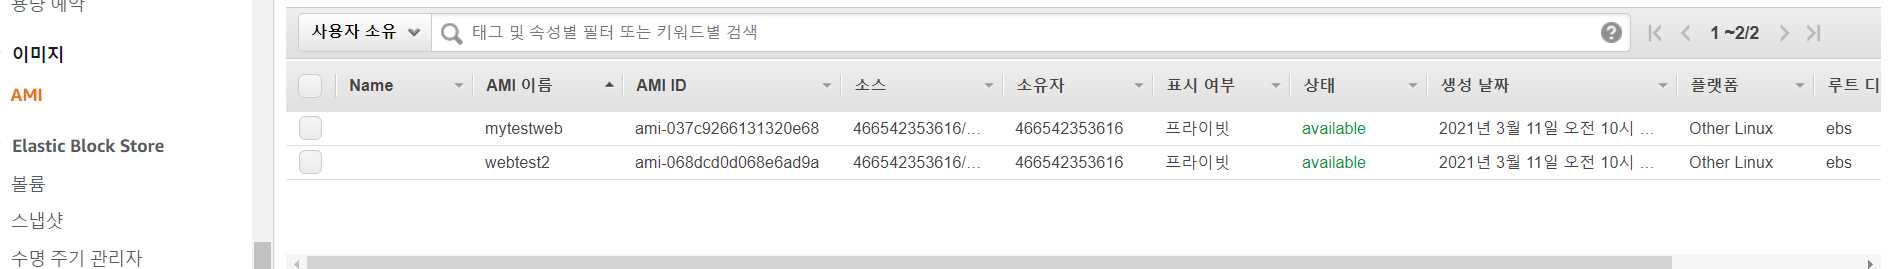 용량 예약
이미지
AMI
Elastic Block Store
볼륨
스냅샷
수명 주기 관리자
사용자 소유 태그 및 속성별 필터 또는 키워드별 검색 1 ~2/2
Name AMI 이름 AMI ID 소스 소유자 표시 여부 상태 생성 날짜 플랫폼 루트 디
mytestweb ami-037c9266131320e68 466542353616/... 466542353616 프라이빗 available 2021년 3월 11일 오전 10시 ... Other Linux ebs
webtest2 ami-068dcd0d068e6ad9a 466542353616/... 466542353616 프라이빗 available 2021년 3월 11일 오전 10시 ... Other Linux ebs